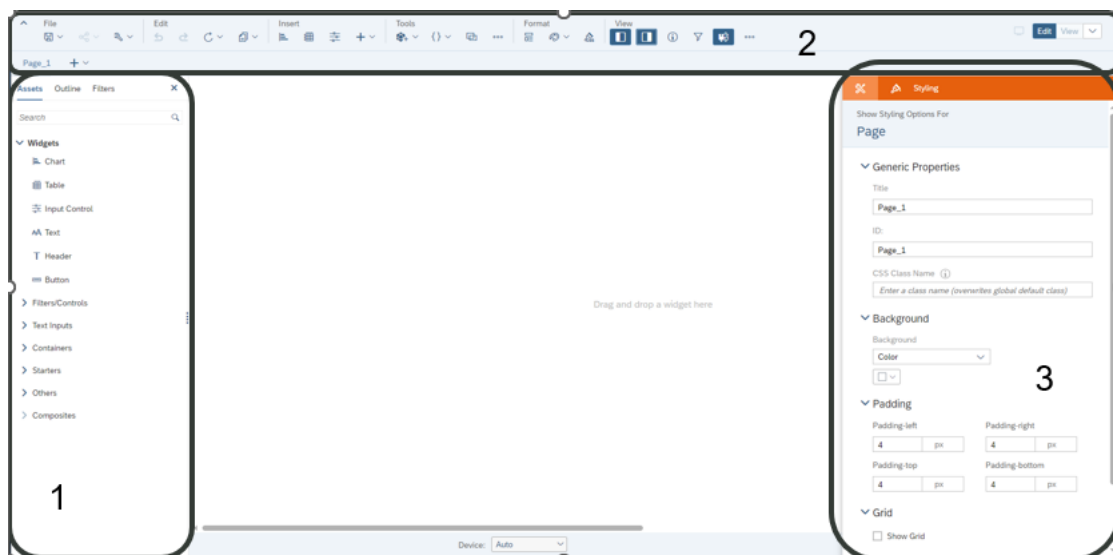 File Edit Insert Tools Format View
2
Edit View
Page_1
Assets Outline Filters
Search
Widgets
Chart
Table
Input Control
Text
Header
Button
Filters/Controls
Text Inputs
Containers
Starters
Others
Composites
1
Drag and drop a widget here
Device: Auto
Styling
Show Styling Options For
Page
Generic Properties
Title
Page_1
ID:
Page_1
CSS Class Name
Enter a class name (overwrites global default class)
Background
Background
Color
3
Padding
Padding-left Padding-right
4 px 4 px
Padding-top Padding-bottom
4 px 4 px
Grid
Show Grid